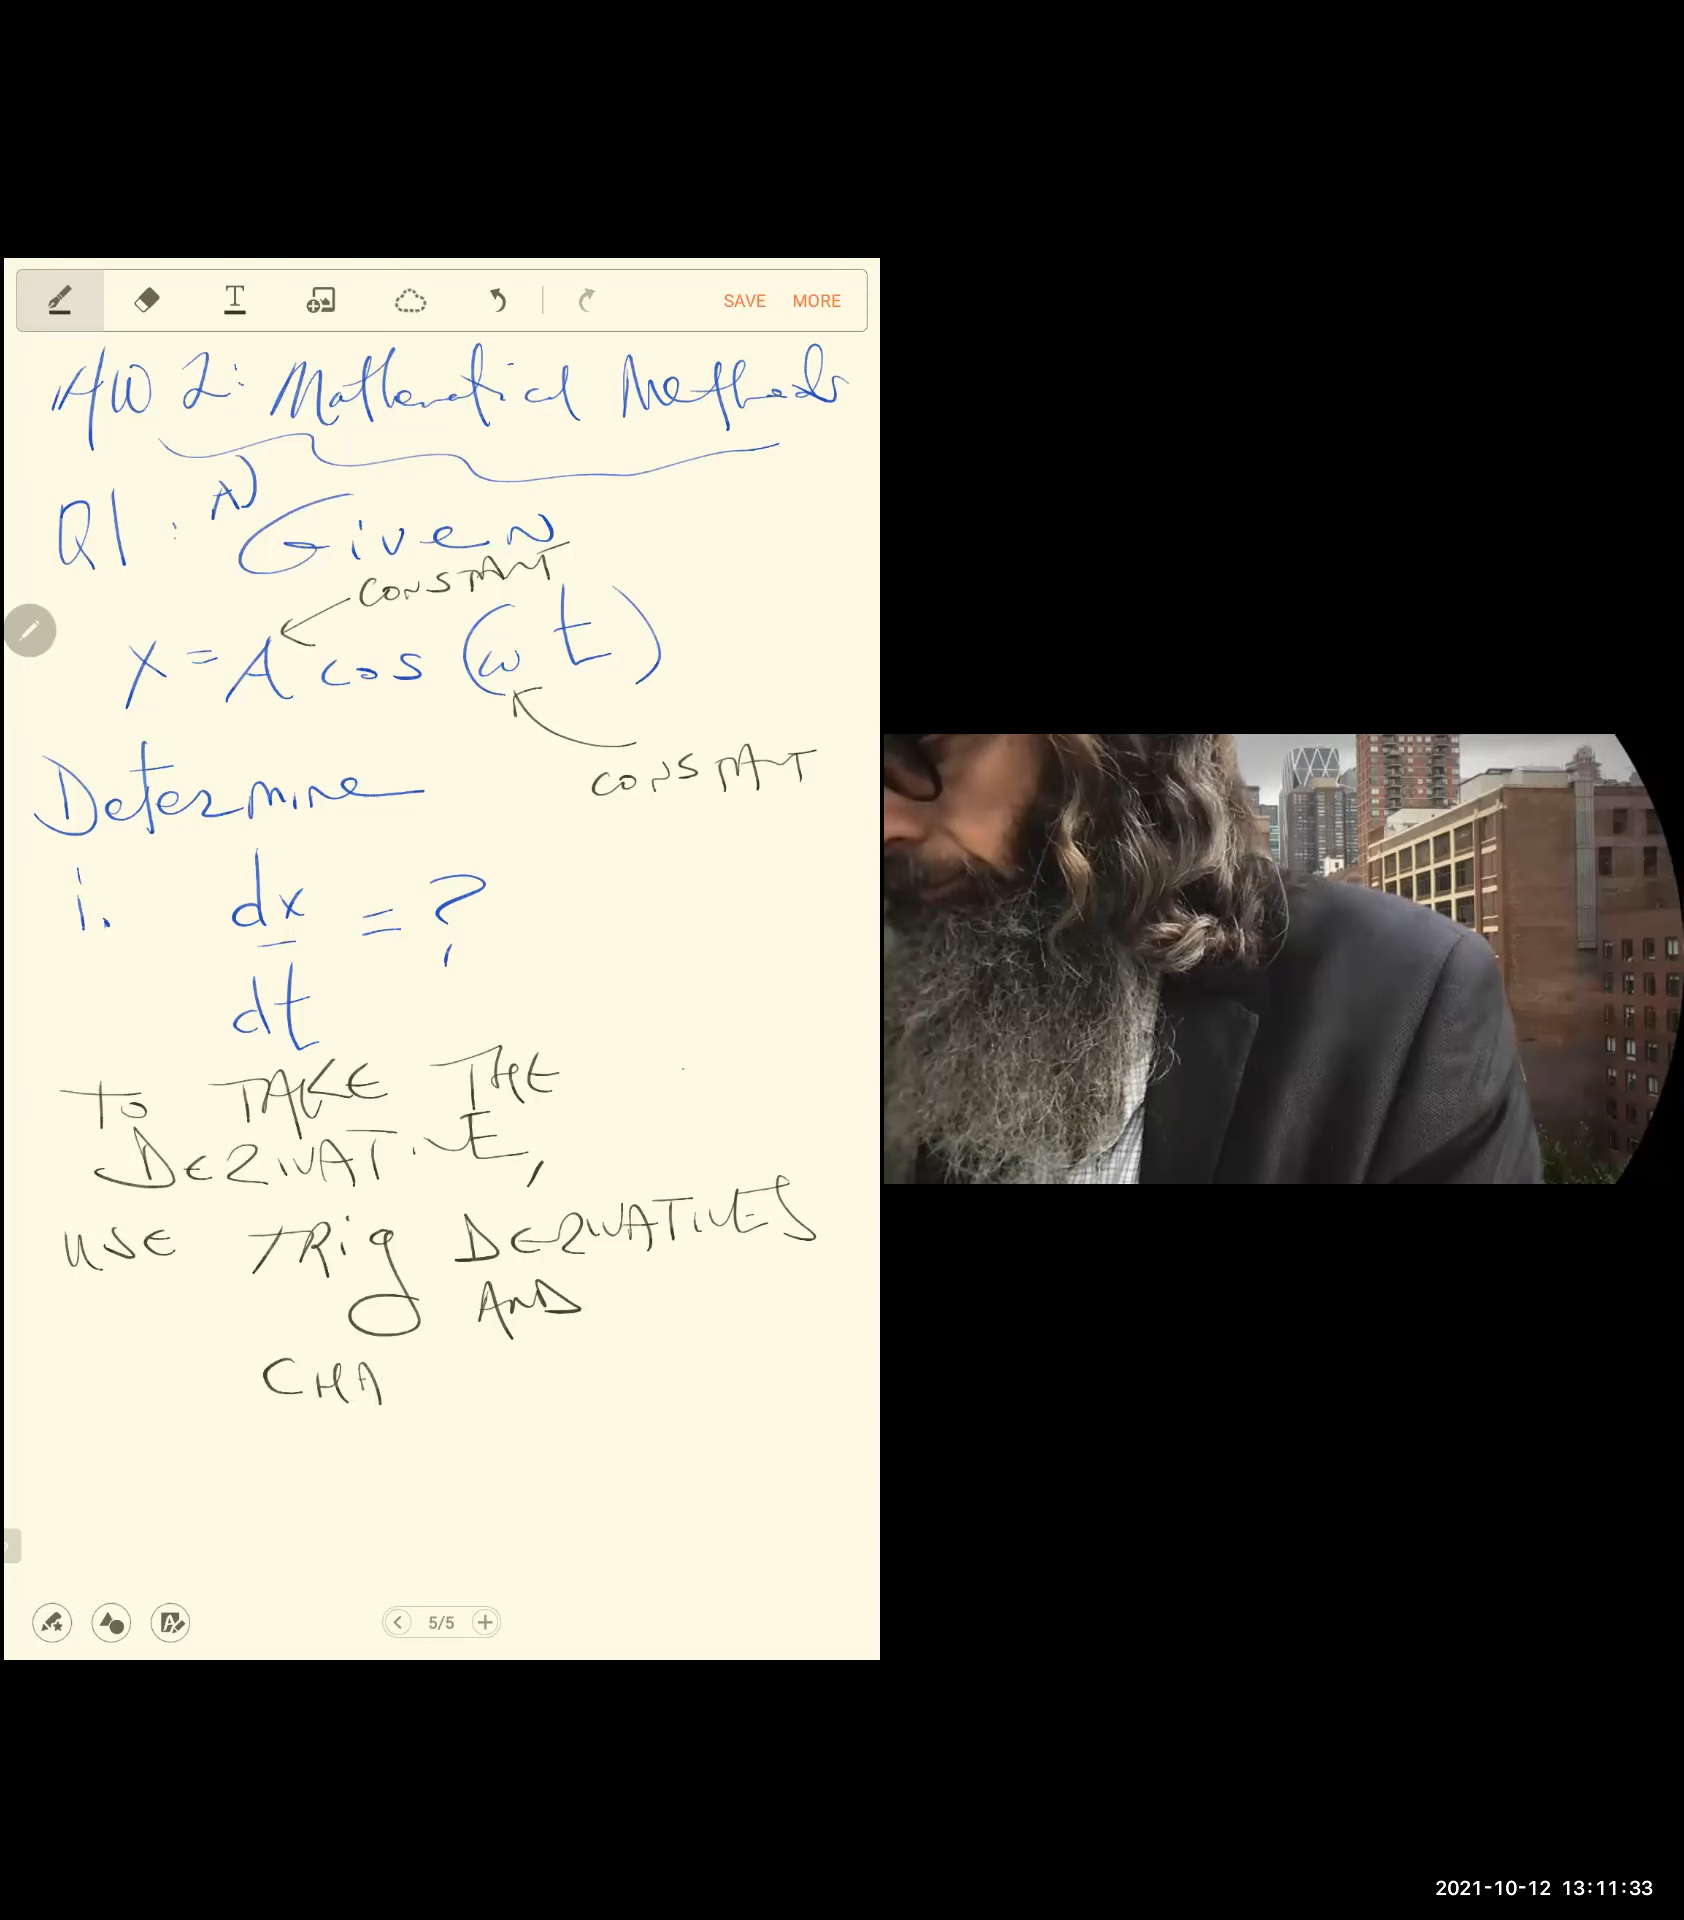 T
SAVE MORE
HW 2: Mathematical Methods
Q1: A) Given
CONSTANT
x = A cos (ω t)
CONSTANT
Determine
i. dx = ?
dt
TO TAKE THE
DERIVATIVE,
USE TRIG DERIVATIVES
AND
CHA
A
5/5
2021-10-12 13:11:33